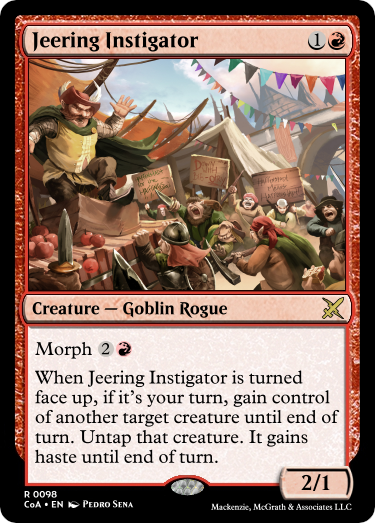 Jeering Instigator 1
Creature — Goblin Rogue
Morph 2
When Jeering Instigator is turned
face up, if it's your turn, gain control
of another target creature until end of
turn. Untap that creature. It gains
haste until end of turn.
2/1
R 0098
CoA • EN Pedro Sena
Mackenzie, McGrath & Associates LLC